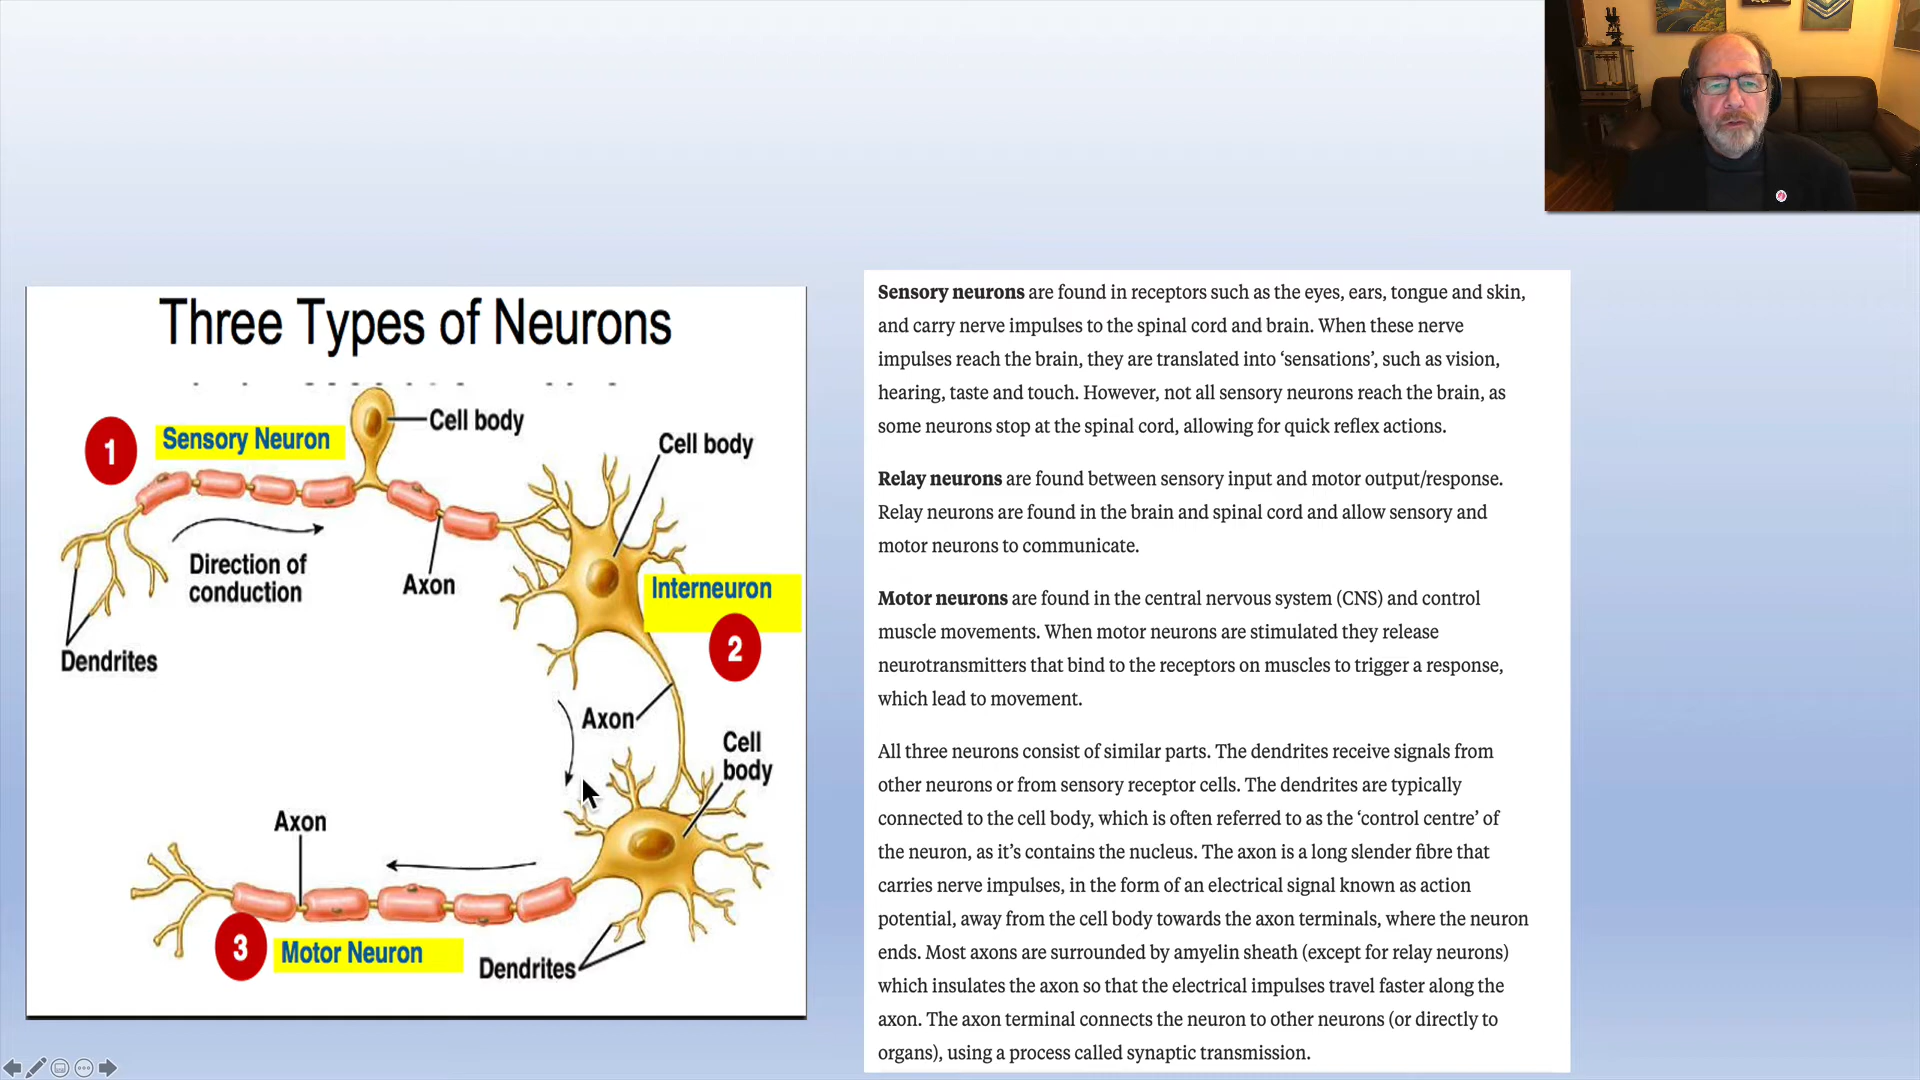 Three Types of Neurons
1
Sensory Neuron
Cell body
Cell body
Direction of
conduction
Axon
Interneuron
2
Dendrites
Axon
Cell
body
Axon
3
Motor Neuron
Dendrites
Sensory neurons are found in receptors such as the eyes, ears, tongue and skin,
and carry nerve impulses to the spinal cord and brain. When these nerve
impulses reach the brain, they are translated into ‘sensations’, such as vision,
hearing, taste and touch. However, not all sensory neurons reach the brain, as
some neurons stop at the spinal cord, allowing for quick reflex actions.
Relay neurons are found between sensory input and motor output/response.
Relay neurons are found in the brain and spinal cord and allow sensory and
motor neurons to communicate.
Motor neurons are found in the central nervous system (CNS) and control
muscle movements. When motor neurons are stimulated they release
neurotransmitters that bind to the receptors on muscles to trigger a response,
which lead to movement.
All three neurons consist of similar parts. The dendrites receive signals from
other neurons or from sensory receptor cells. The dendrites are typically
connected to the cell body, which is often referred to as the ‘control centre’ of
the neuron, as it’s contains the nucleus. The axon is a long slender fibre that
carries nerve impulses, in the form of an electrical signal known as action
potential, away from the cell body towards the axon terminals, where the neuron
ends. Most axons are surrounded by amyelin sheath (except for relay neurons)
which insulates the axon so that the electrical impulses travel faster along the
axon. The axon terminal connects the neuron to other neurons (or directly to
organs), using a process called synaptic transmission.